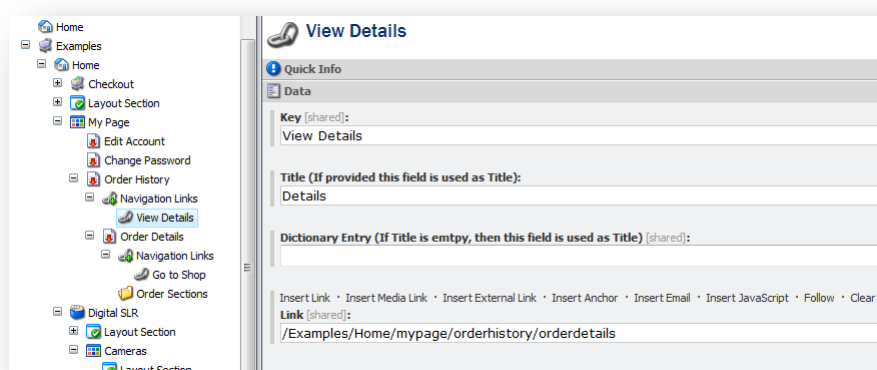 Home
Examples
Home
Checkout
Layout Section
My Page
Edit Account
Change Password
Order History
Navigation Links
View Details
Order Details
Navigation Links
Go to Shop
Order Sections
Digital SLR
Layout Section
Cameras
Layout Section
View Details
Quick Info
Data
Key [shared]:
View Details
Title (If provided this field is used as Title):
Details
Dictionary Entry (If Title is emtpy, then this field is used as Title) [shared]:
Insert Link · Insert Media Link · Insert External Link · Insert Anchor · Insert Email · Insert JavaScript · Follow · Clear
Link [shared]:
/Examples/Home/mypage/orderhistory/orderdetails